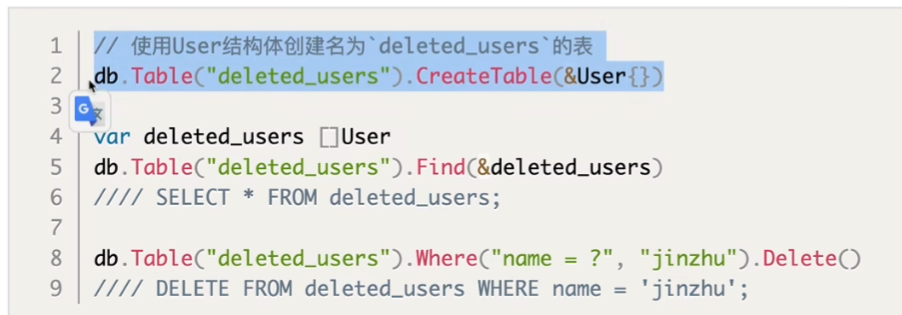 1 // 使用User结构体创建名为`deleted_users`的表
2 db.Table("deleted_users").CreateTable(&User{})
3
4 var deleted_users []User
5 db.Table("deleted_users").Find(&deleted_users)
6 //// SELECT * FROM deleted_users;
7
8 db.Table("deleted_users").Where("name = ?", "jinzhu").Delete()
9 //// DELETE FROM deleted_users WHERE name = 'jinzhu';
G 文